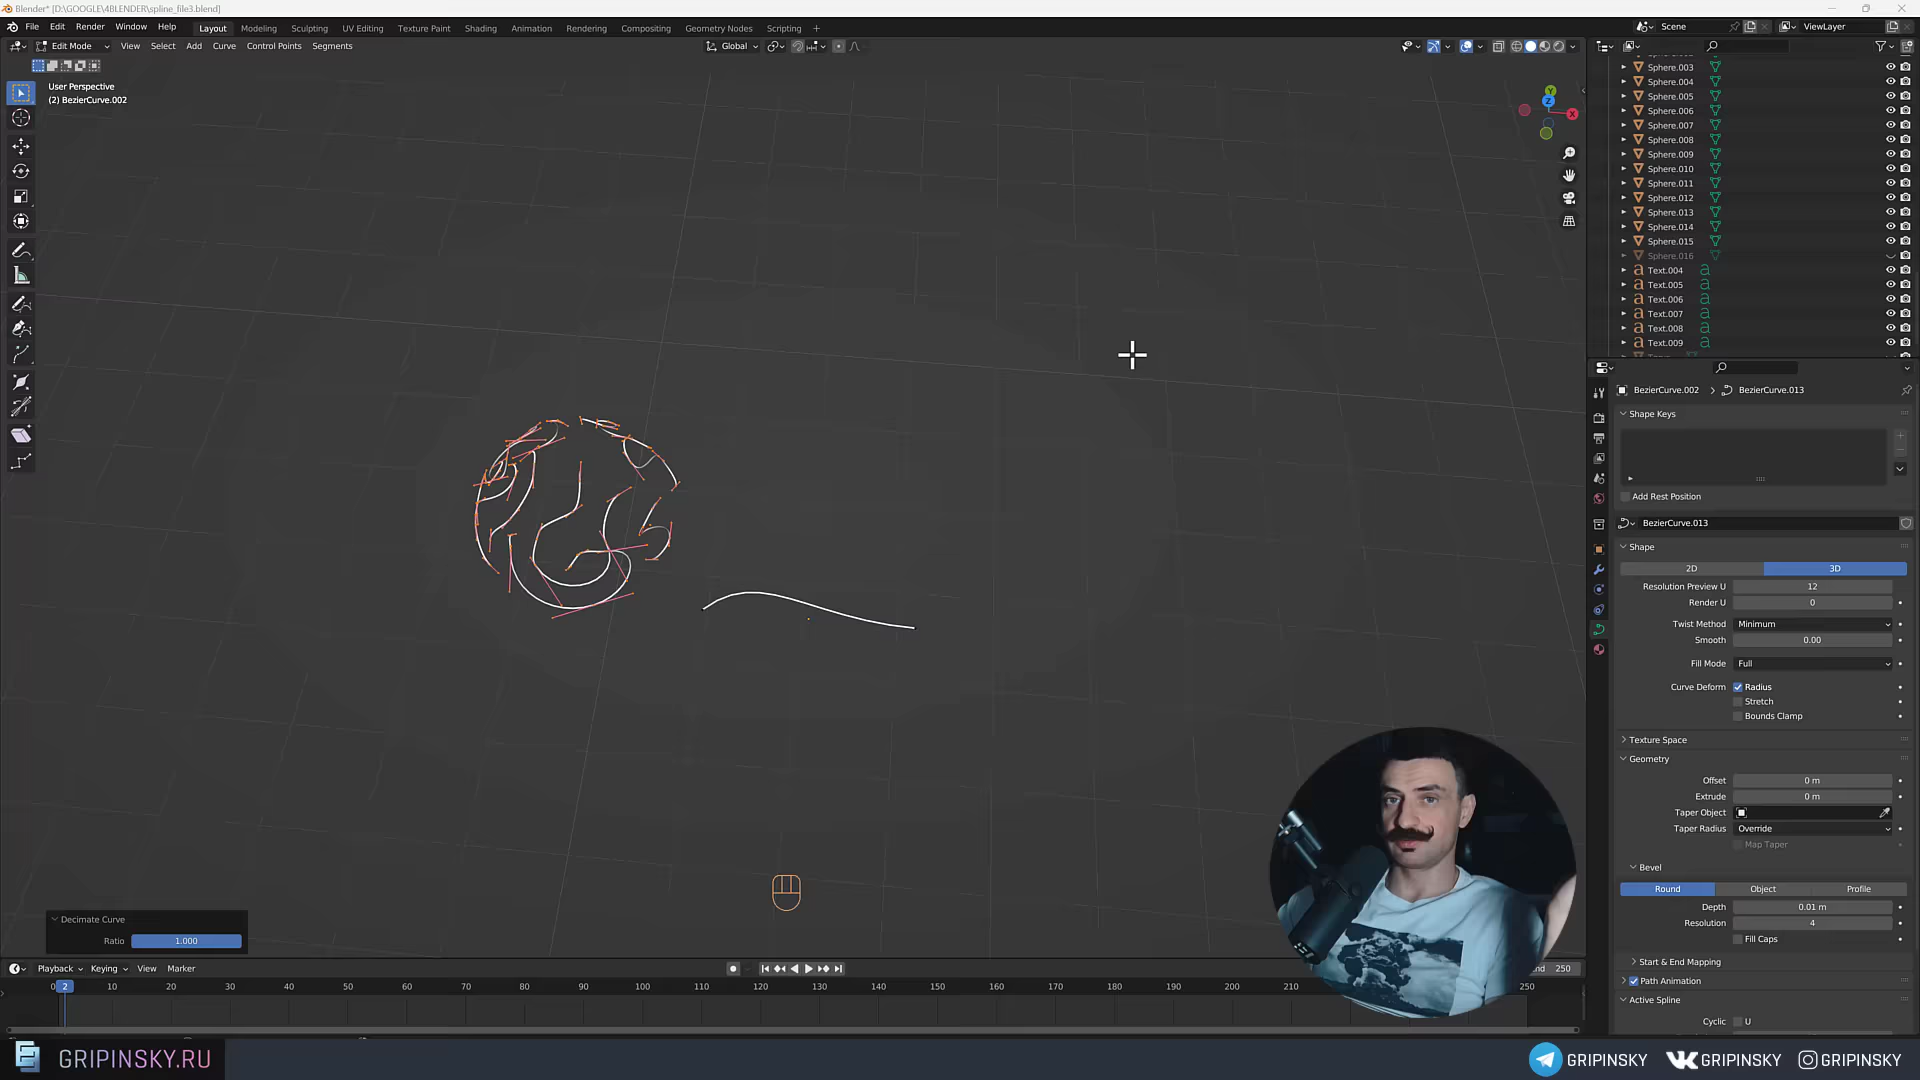 Blender* [D:\GOOGLE\4BLENDER\spline_file3.blend]
File Edit Render Window Help Layout Modeling Sculpting UV Editing Texture Paint Shading Animation Rendering Compositing Geometry Nodes Scripting + Scene ViewLayer
Edit Mode View Select Add Curve Control Points Segments Global
User Perspective
(2) BezierCurve.002
Y
Z
X
Sphere.003
Sphere.004
Sphere.005
Sphere.006
Sphere.007
Sphere.008
Sphere.009
Sphere.010
Sphere.011
Sphere.012
Sphere.013
Sphere.014
Sphere.015
Sphere.016
Text.004
Text.005
Text.006
Text.007
Text.008
Text.009
BezierCurve.002 > BezierCurve.013
Shape Keys
Add Rest Position
BezierCurve.013
Shape
2D 3D
Resolution Preview U 12
Render U 0
Twist Method Minimum
Smooth 0.00
Fill Mode Full
Curve Deform Radius
Stretch
Bounds Clamp
Texture Space
Geometry
Offset 0 m
Extrude 0 m
Taper Object
Taper Radius Override
Map Taper
Bevel
Round Object Profile
Depth 0.01 m
Resolution 4
Fill Caps
Start & End Mapping
Path Animation
Active Spline
Cyclic U
Decimate Curve
Ratio 1.000
Playback Keying View Marker
nd 250
0 2 10 20 30 40 50 60 70 80 90 100 110 120 130 140 150 160 170 180 190 200 210 250
GRIPINSKY.RU
GRIPINSKY GRIPINSKY GRIPINSKY